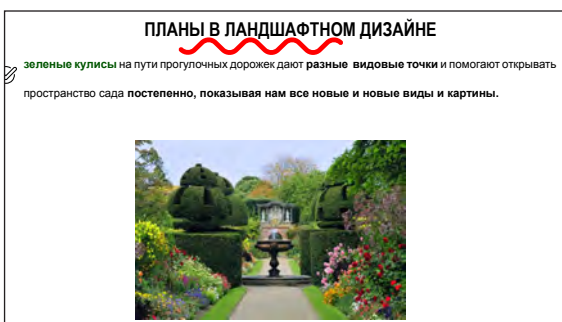 ПЛАНЫ В ЛАНДШАФТНОМ ДИЗАЙНЕ
зеленые кулисы на пути прогулочных дорожек дают разные видовые точки и помогают открывать
пространство сада постепенно, показывая нам все новые и новые виды и картины.